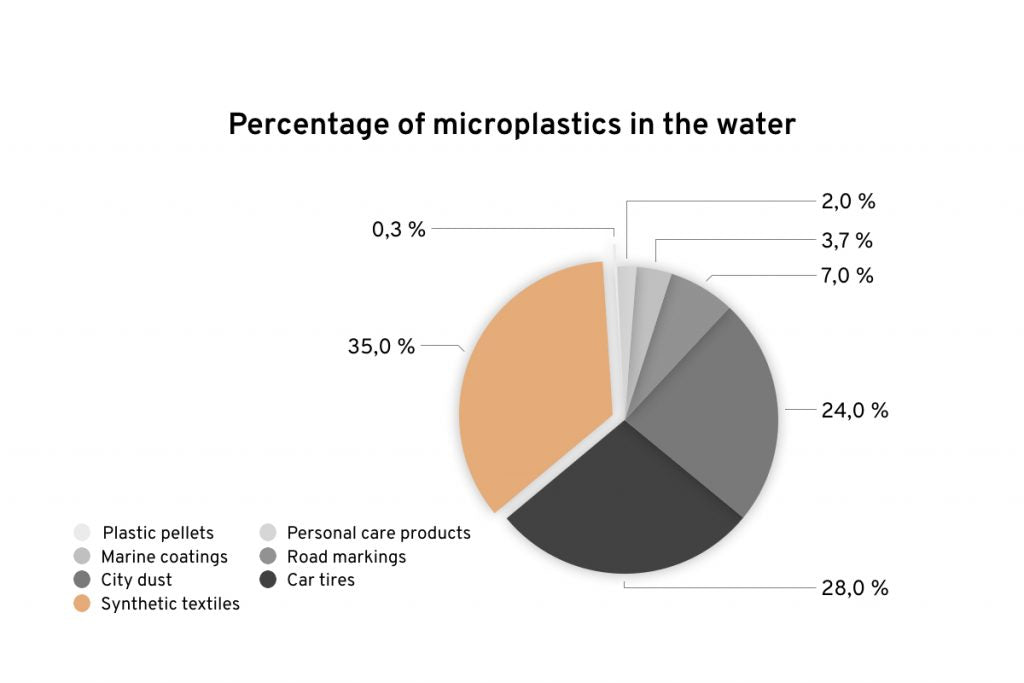 Percentage of microplastics in the water
2,0 %
0,3 %
3,7 %
7,0 %
35,0 %
24,0 %
28,0 %
Plastic pellets
Personal care products
Marine coatings
Road markings
City dust
Car tires
Synthetic textiles